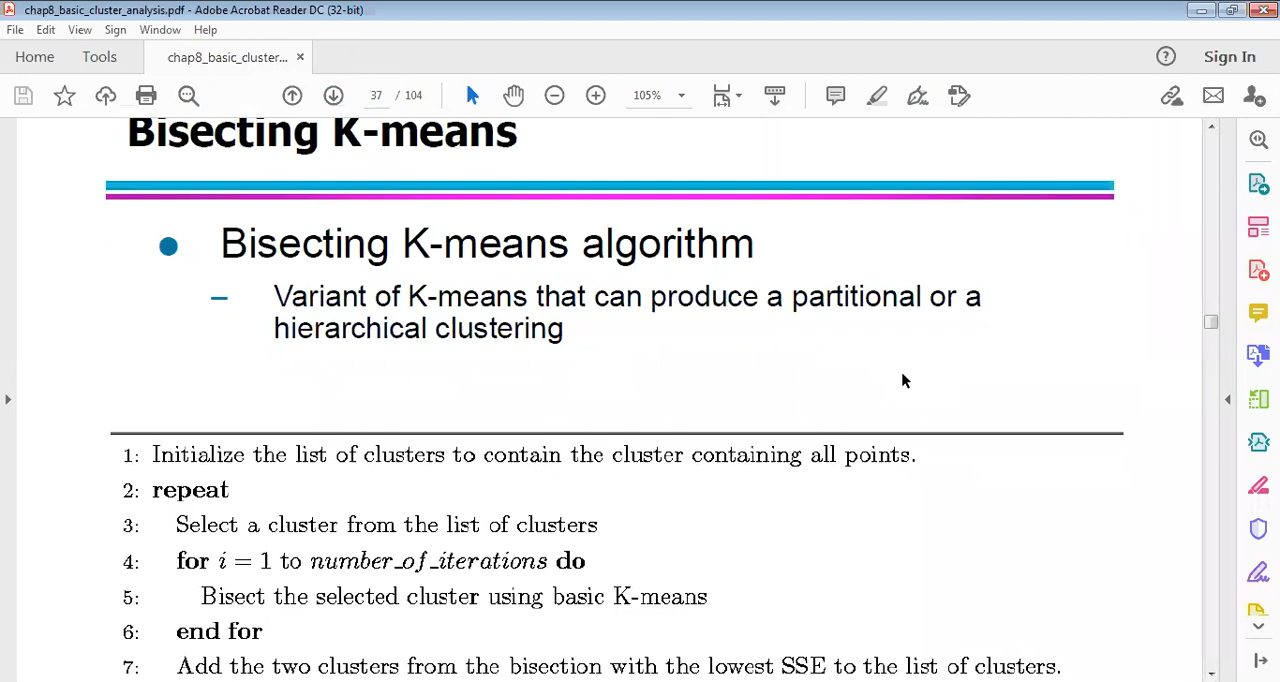 chap8_basic_cluster_analysis.pdf - Adobe Acrobat Reader DC (32-bit)
File Edit View Sign Window Help
Home Tools chap8_basic_cluster... × Sign In
37 / 104 105%
Bisecting K-means
● Bisecting K-means algorithm
– Variant of K-means that can produce a partitional or a
hierarchical clustering
1: Initialize the list of clusters to contain the cluster containing all points.
2: repeat
3: Select a cluster from the list of clusters
4: for i = 1 to number_of_iterations do
5: Bisect the selected cluster using basic K-means
6: end for
7: Add the two clusters from the bisection with the lowest SSE to the list of clusters.